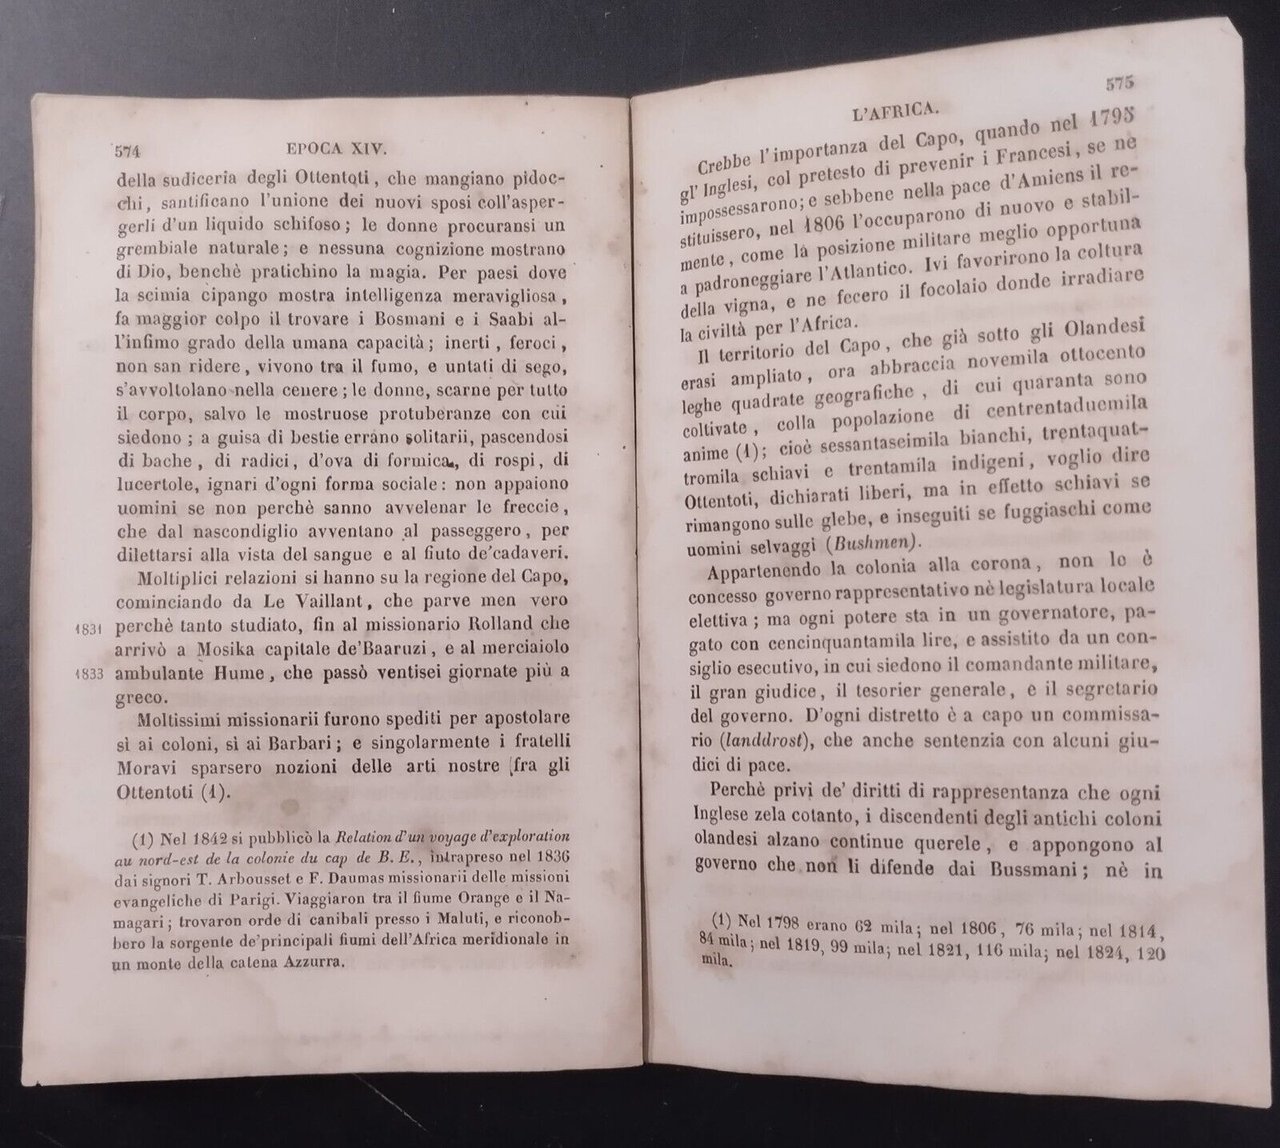 574
EPOCA XIV.
della sudiceria degli Ottentoti, che mangiano pidoc-
chi, santificano l'unione dei nuovi sposi coll'asper-
gerli d'un liquido schifoso; le donne procuransi un
grembiale naturale; e nessuna cognizione mostrano
di Dio, benchè pratichino la magia. Per paesi dove
la scimia cipango mostra intelligenza meravigliosa,
fa maggior colpo il trovare i Bosmani e i Saabi al-
l'infimo grado della umana capacità; inerti, feroci,
non san ridere, vivono tra il fumo, e untati di sego,
s'avvoltolano nella cenere; le donne, scarne per tutto
il corpo, salvo le mostruose protuberanze con cui
siedono; a guisa di bestie errano solitarii, pascendosi
di bache, di radici, d'ova di formica, di rospi, di
lucertole, ignari d'ogni forma sociale: non appaiono
uomini se non perchè sanno avvelenar le freccie,
che dal nascondiglio avventano al passeggero, per
dilettarsi alla vista del sangue e al fiuto de'cadaveri.
Moltiplici relazioni si hanno su la regione del Capo,
cominciando da Le Vaillant, che parve men vero
1831 perchè tanto studiato, fin al missionario Rolland che
arrivò a Mosika capitale de'Baaruzi, e al merciaiolo
1833 ambulante Hume, che passò ventisei giornate più a
greco.
Moltissimi missionarii furono spediti per apostolare
sì ai coloni, sì ai Barbari; e singolarmente i fratelli
Moravi sparsero nozioni delle arti nostre fra gli
Ottentoti (1).
(1) Nel 1842 si pubblicò la Relation d'un voyage d'exploration
au nord-est de la colonie du cap de B. E., intrapreso nel 1836
dai signori T. Arbousset e F. Daumas missionarii delle missioni
evangeliche di Parigi. Viaggiaron tra il fiume Orange e il Na-
magari; trovaron orde di canibali presso i Maluti, e riconob-
bero la sorgente de'principali fiumi dell'Africa meridionale in
un monte della catena Azzurra.
575
L'AFRICA.
Crebbe l'importanza del Capo, quando nel 1795
gl'Inglesi, col pretesto di prevenir i Francesi, se ne
impossessarono; e sebbene nella pace d'Amiens il re-
stituissero, nel 1806 l'occuparono di nuovo e stabil-
mente, come la posizione militare meglio opportuna
a padroneggiare l'Atlantico. Ivi favorirono la coltura
della vigna, e ne fecero il focolaio donde irradiare
la civiltà per l'Africa.
Il territorio del Capo, che già sotto gli Olandesi
erasi ampliato, ora abbraccia novemila ottocento
leghe quadrate geografiche, di cui quaranta sono
coltivate, colla popolazione di centrentaduemila
anime (1); cioè sessantaseimila bianchi, trentaquat-
tromila schiavi e trentamila indigeni, voglio dire
Ottentoti, dichiarati liberi, ma in effetto schiavi se
rimangono sulle glebe, e inseguiti se fuggiaschi come
uomini selvaggi (Bushmen).
Appartenendo la colonia alla corona, non le è
concesso governo rappresentativo nè legislatura locale
elettiva; ma ogni potere sta in un governatore, pa-
gato con cencinquantamila lire, e assistito da un con-
siglio esecutivo, in cui siedono il comandante militare,
il gran giudice, il tesorier generale, e il segretario
del governo. D'ogni distretto è a capo un commissa-
rio (landdrost), che anche sentenzia con alcuni giu-
dici di pace.
Perchè privi de' diritti di rappresentanza che ogni
Inglese zela cotanto, i discendenti degli antichi coloni
olandesi alzano continue querele, e appongono al
governo che non li difende dai Bussmani; nè in
(1) Nel 1798 erano 62 mila; nel 1806, 76 mila; nel 1814,
84 mila; nel 1819, 99 mila; nel 1821, 116 mila; nel 1824, 120
mila.